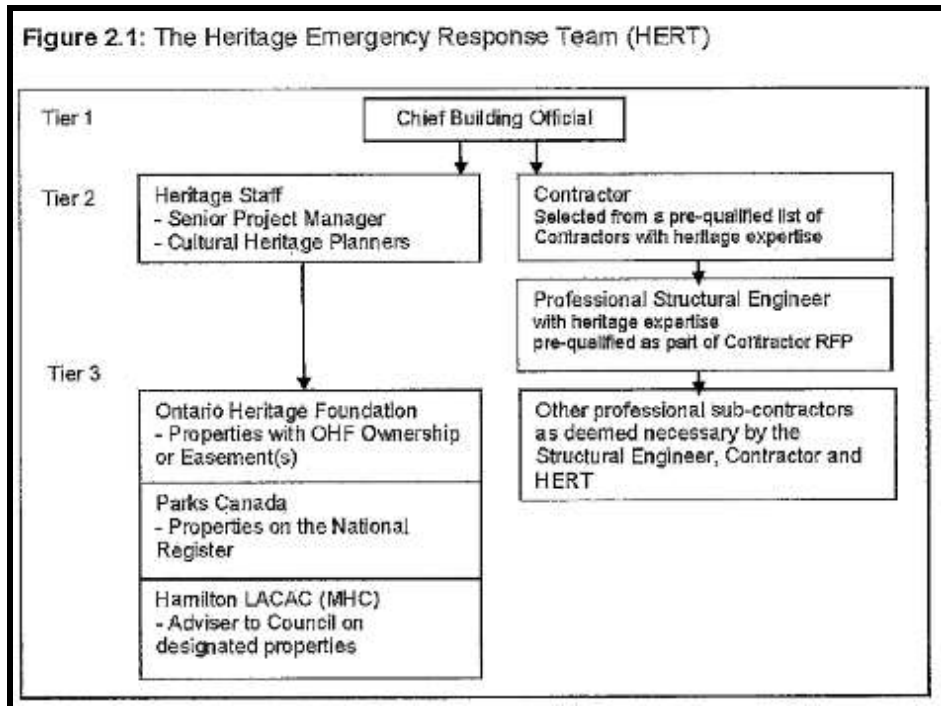 Figure 2.1: The Heritage Emergency Response Team (HERT)
Tier 1
Chief Building Official
Tier 2
Heritage Staff
- Senior Project Manager
- Cultural Heritage Planners
Contractor
Selected from a pre-qualified list of
Contractors with heritage expertise
Professional Structural Engineer
with heritage expertise
pre-qualified as part of Contractor RFP
Tier 3
Ontario Heritage Foundation
- Properties with OHF Ownership
or Easement(s)
Parks Canada
- Properties on the National
Register
Hamilton LACAC (MHC)
- Adviser to Council on
designated properties
Other professional sub-contractors
as deemed necessary by the
Structural Engineer, Contractor and
HERT